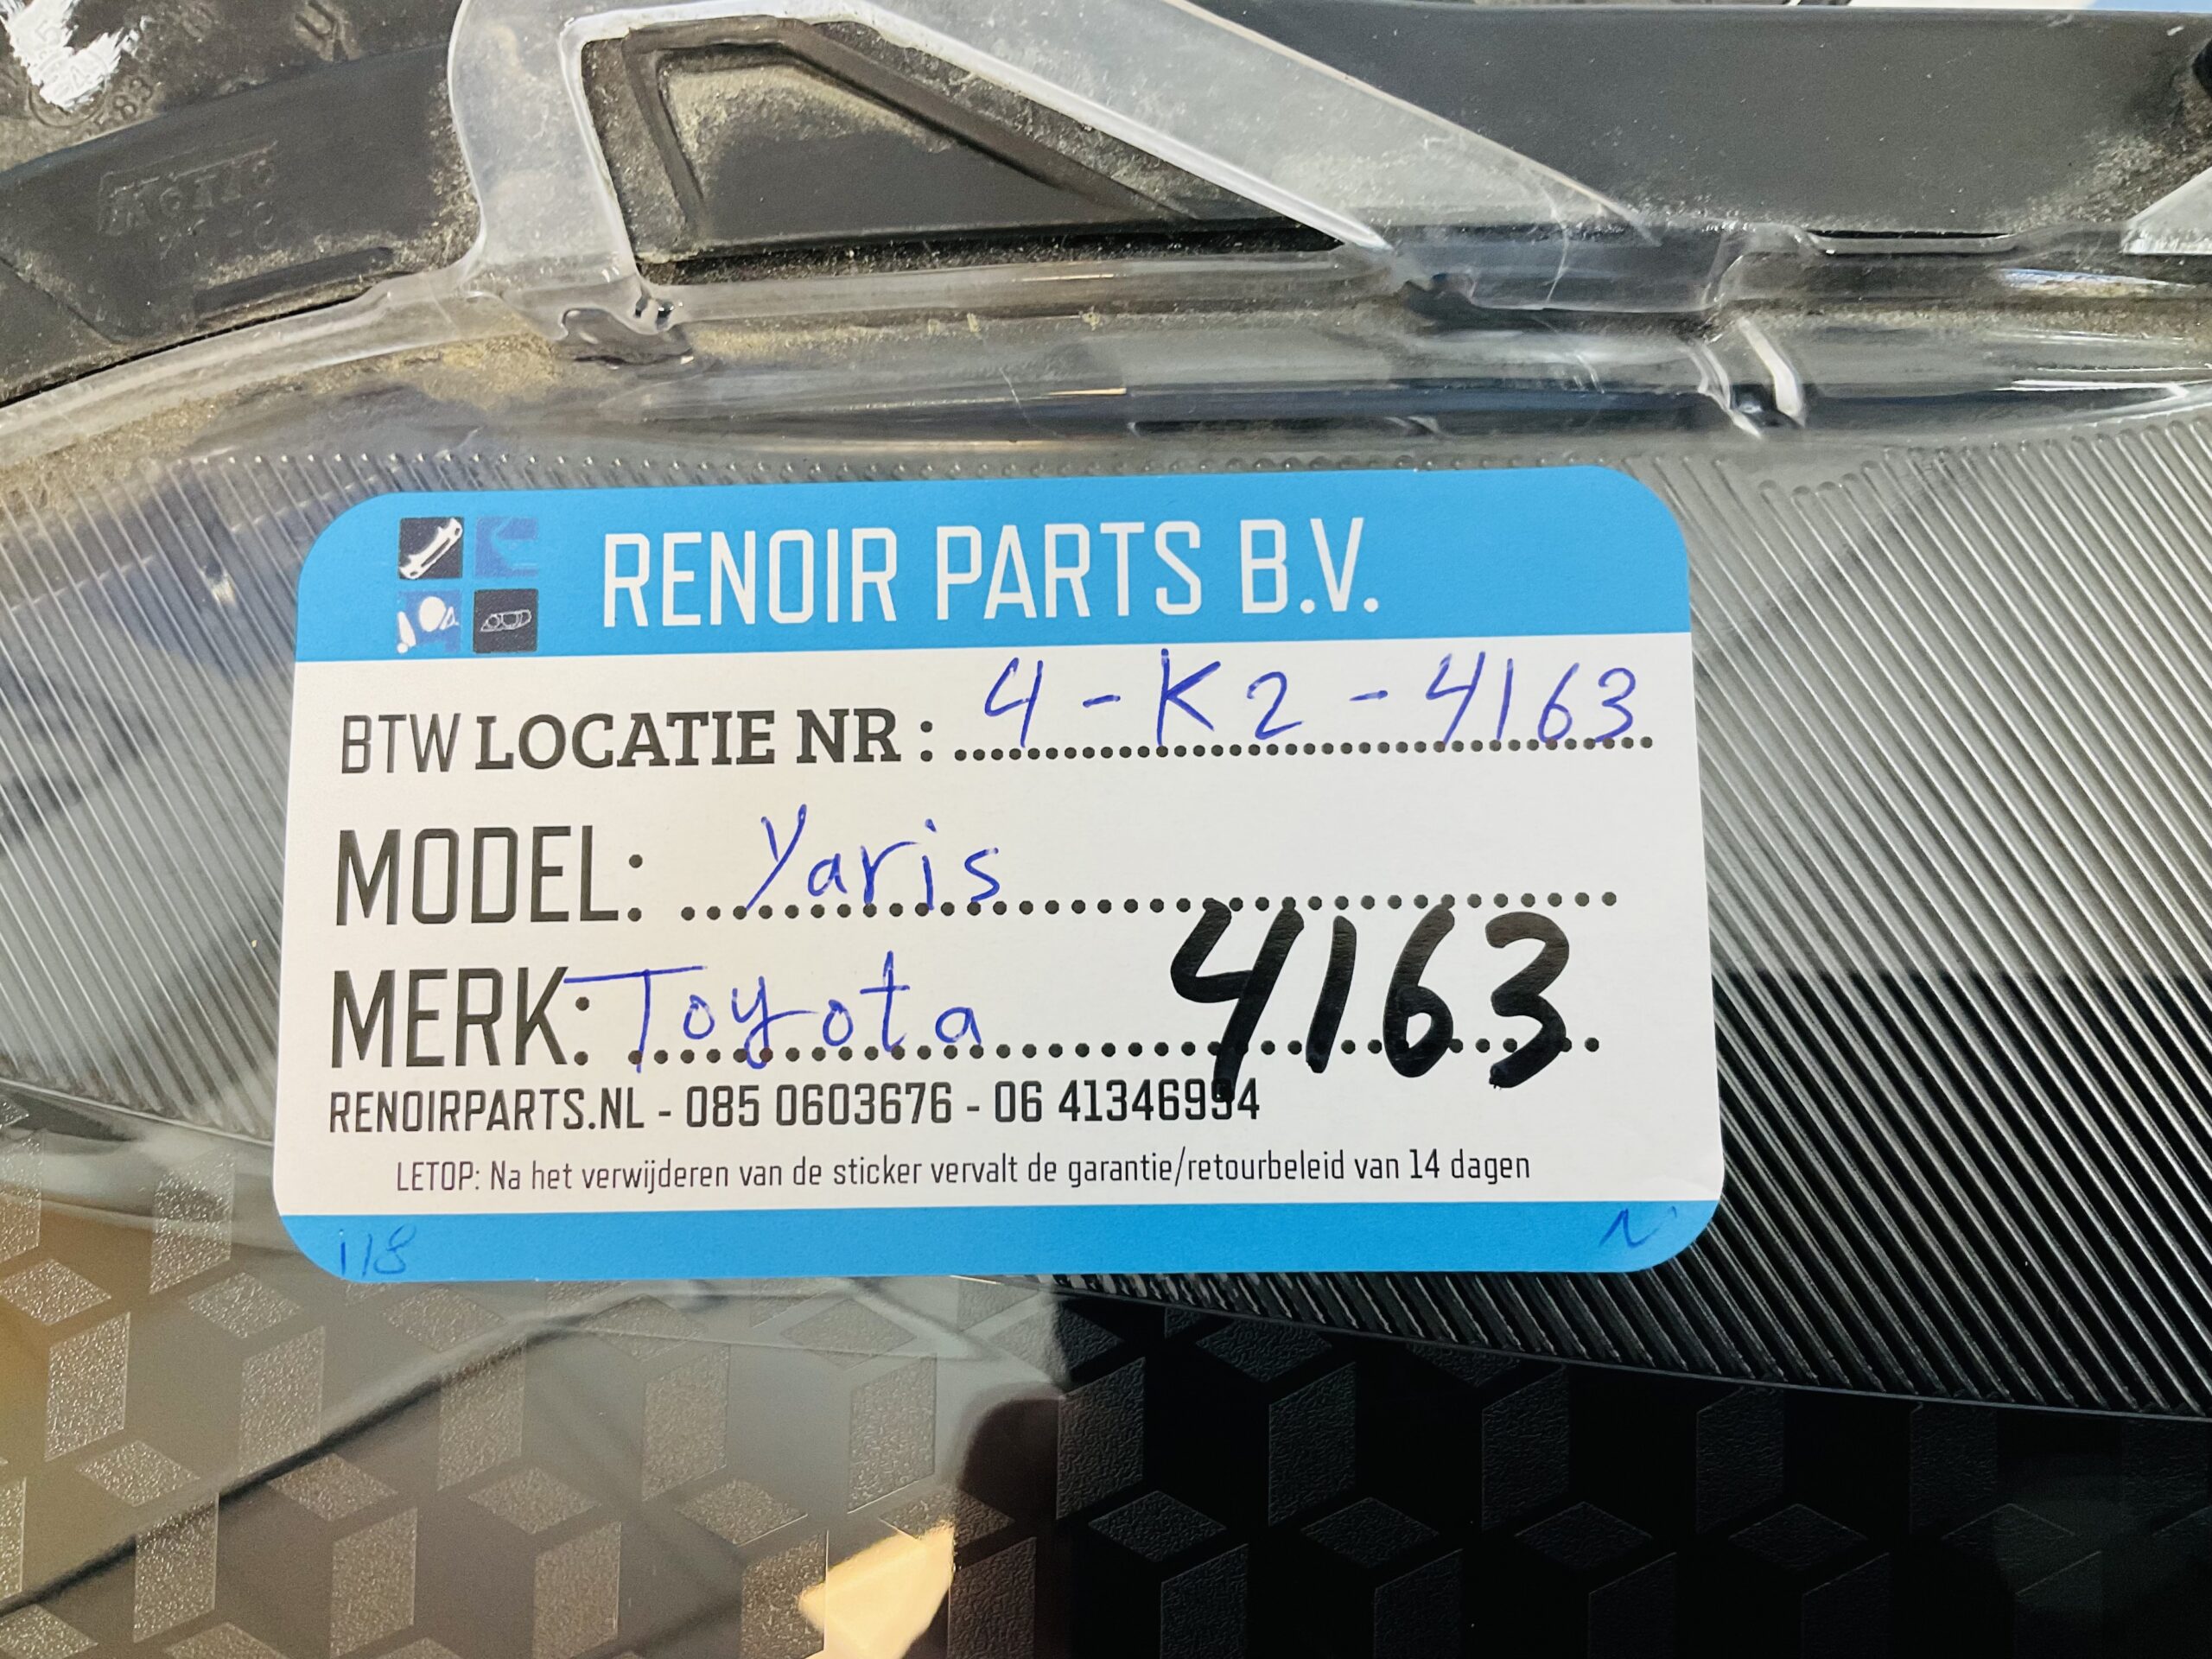 RENOIR PARTS B.V.
BTW LOCATIE NR : 4-K2-4163
MODEL: Yaris
MERK: Toyota 4163
RENOIRPARTS.NL - 085 0603676 - 06 41346994
LETOP: Na het verwijderen van de sticker vervalt de garantie/retourbeleid van 14 dagen